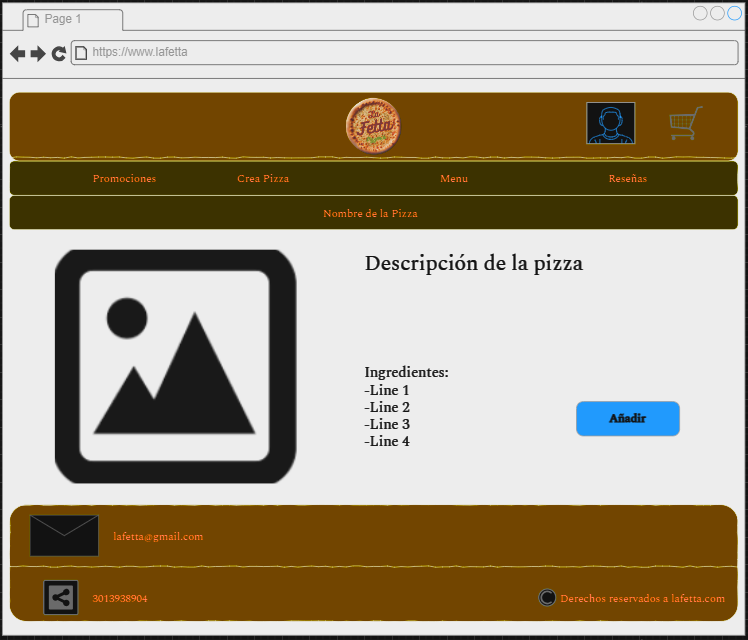 Page 1
https://www.lafetta
La
Fetta
Promociones Crea Pizza Menu Reseñas
Nombre de la Pizza
Descripción de la pizza
Ingredientes:
-Line 1
-Line 2
-Line 3
-Line 4
Añadir
lafetta@gmail.com
3013938904
Derechos reservados a lafetta.com